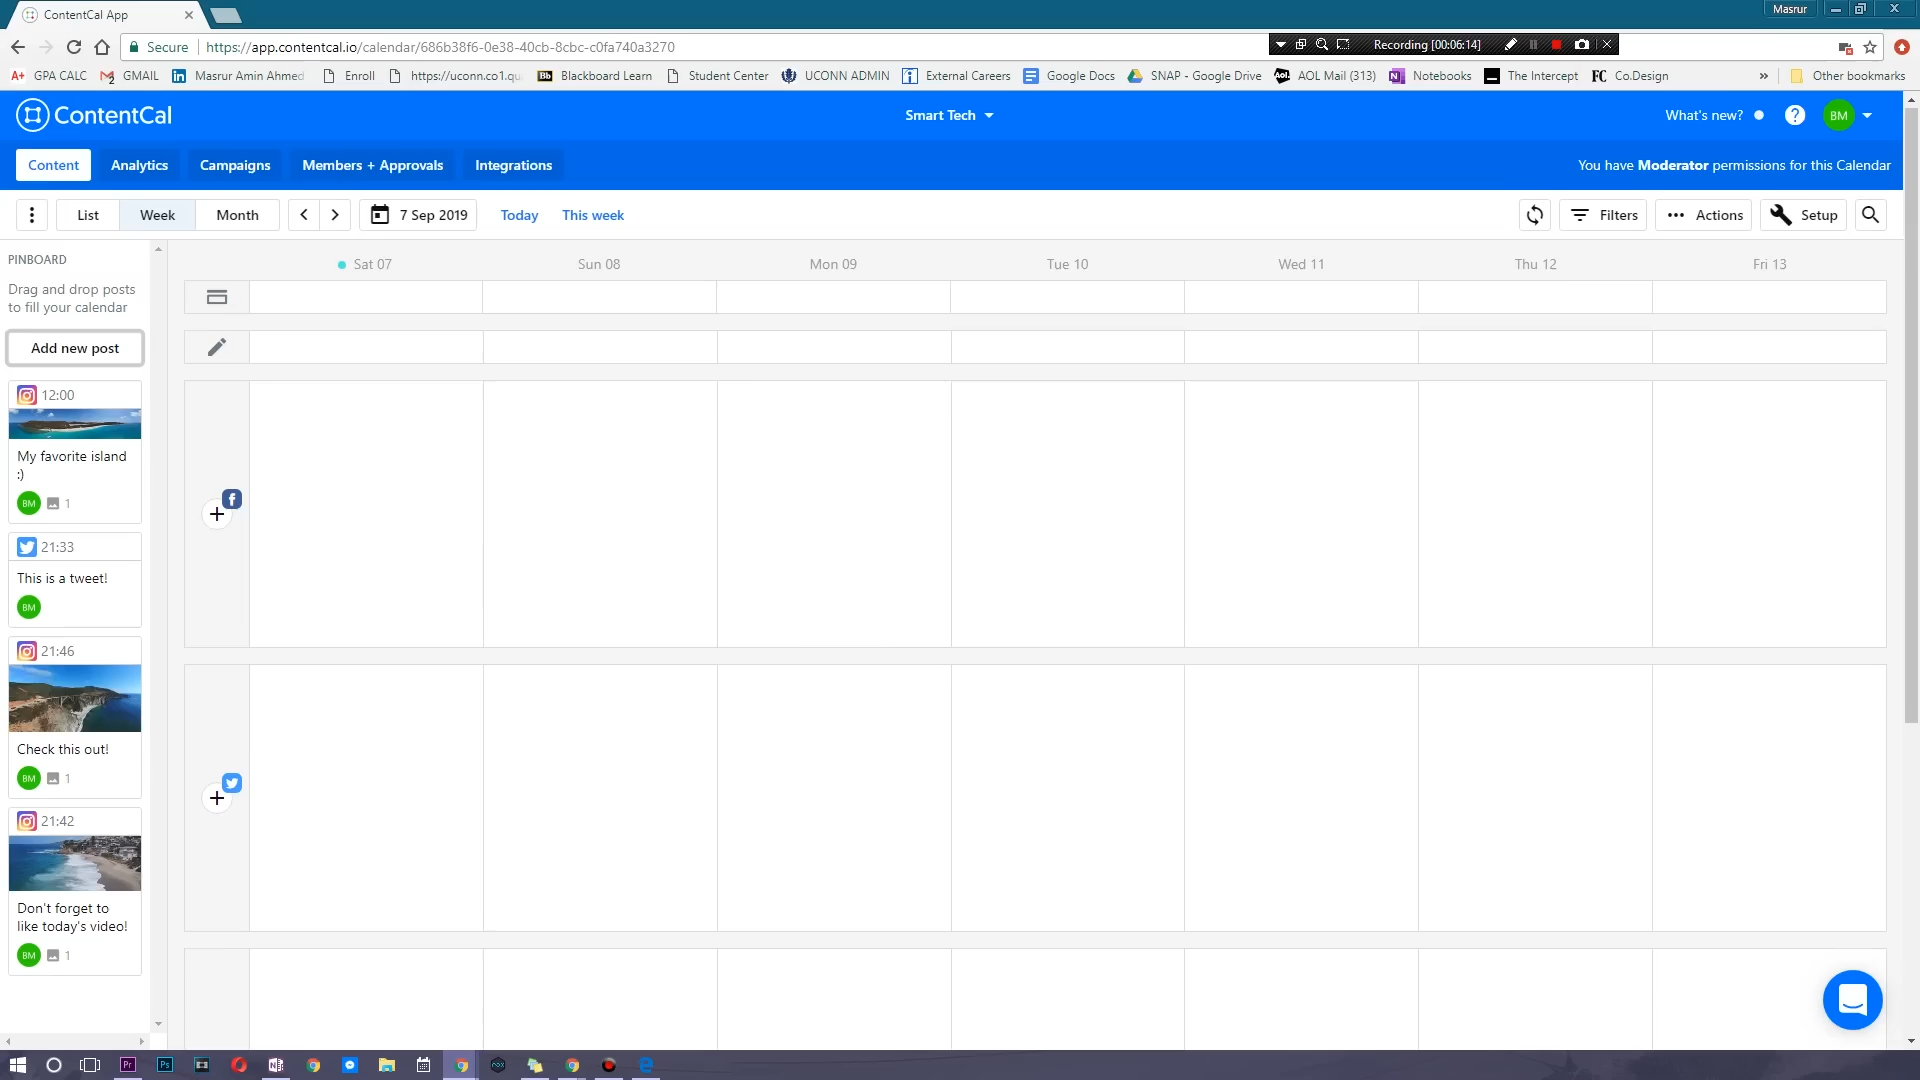 ContentCal App
Masrur
Secure
https://app.contentcal.io/calendar/686b38f6-0e38-40cb-8cbc-c0fa740a3270
Recording [00:06:14]
A+ GPA CALC
GMAIL
Masrur Amin Ahmed
Enroll
https://uconn.co1.qu
Bb Blackboard Learn
Student Center
UCONN ADMIN
External Careers
Google Docs
SNAP - Google Drive
Aol. AOL Mail (313)
N Notebooks
The Intercept
FC Co.Design
»
Other bookmarks
ContentCal
Smart Tech
What's new?
?
BM
Content
Analytics
Campaigns
Members + Approvals
Integrations
You have Moderator permissions for this Calendar
List
Week
Month
7 Sep 2019
Today
This week
Filters
Actions
Setup
PINBOARD
Drag and drop posts
to fill your calendar
Add new post
Sat 07
Sun 08
Mon 09
Tue 10
Wed 11
Thu 12
Fri 13
12:00
My favorite island
:)
BM 1
21:33
This is a tweet!
BM
21:46
Check this out!
BM 1
21:42
Don't forget to
like today's video!
BM 1
f
Pr
Ps